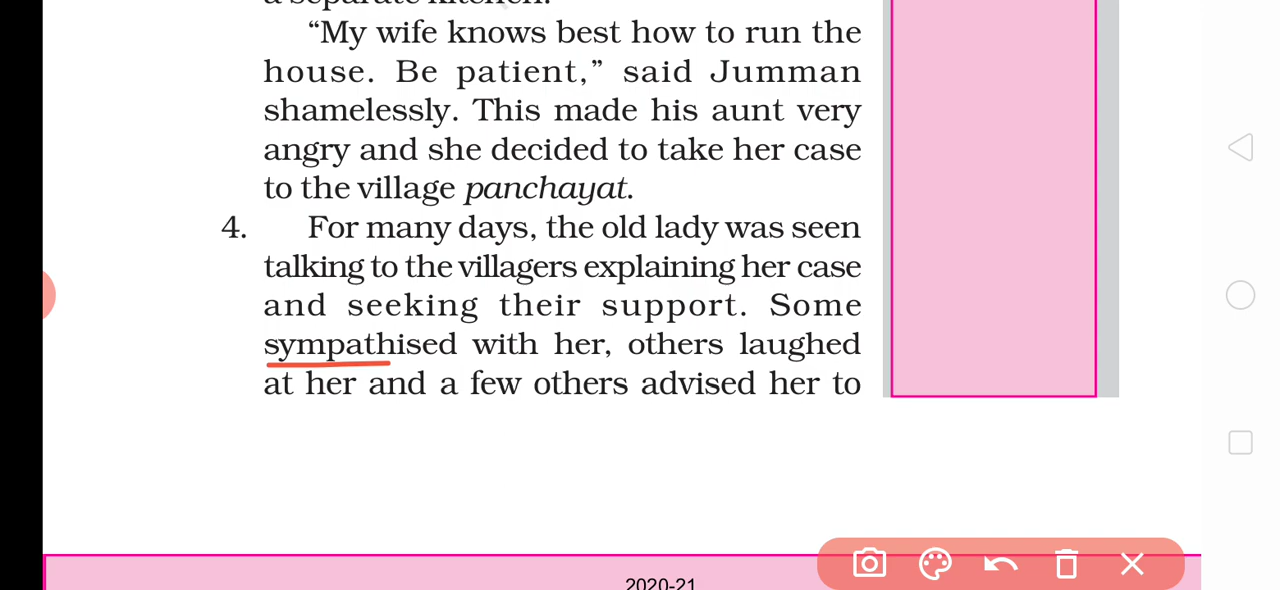 a separate kitchen.
“My wife knows best how to run the
house. Be patient,” said Jumman
shamelessly. This made his aunt very
angry and she decided to take her case
to the village panchayat.
4. For many days, the old lady was seen
talking to the villagers explaining her case
and seeking their support. Some
sympathised with her, others laughed
at her and a few others advised her to
2020-21